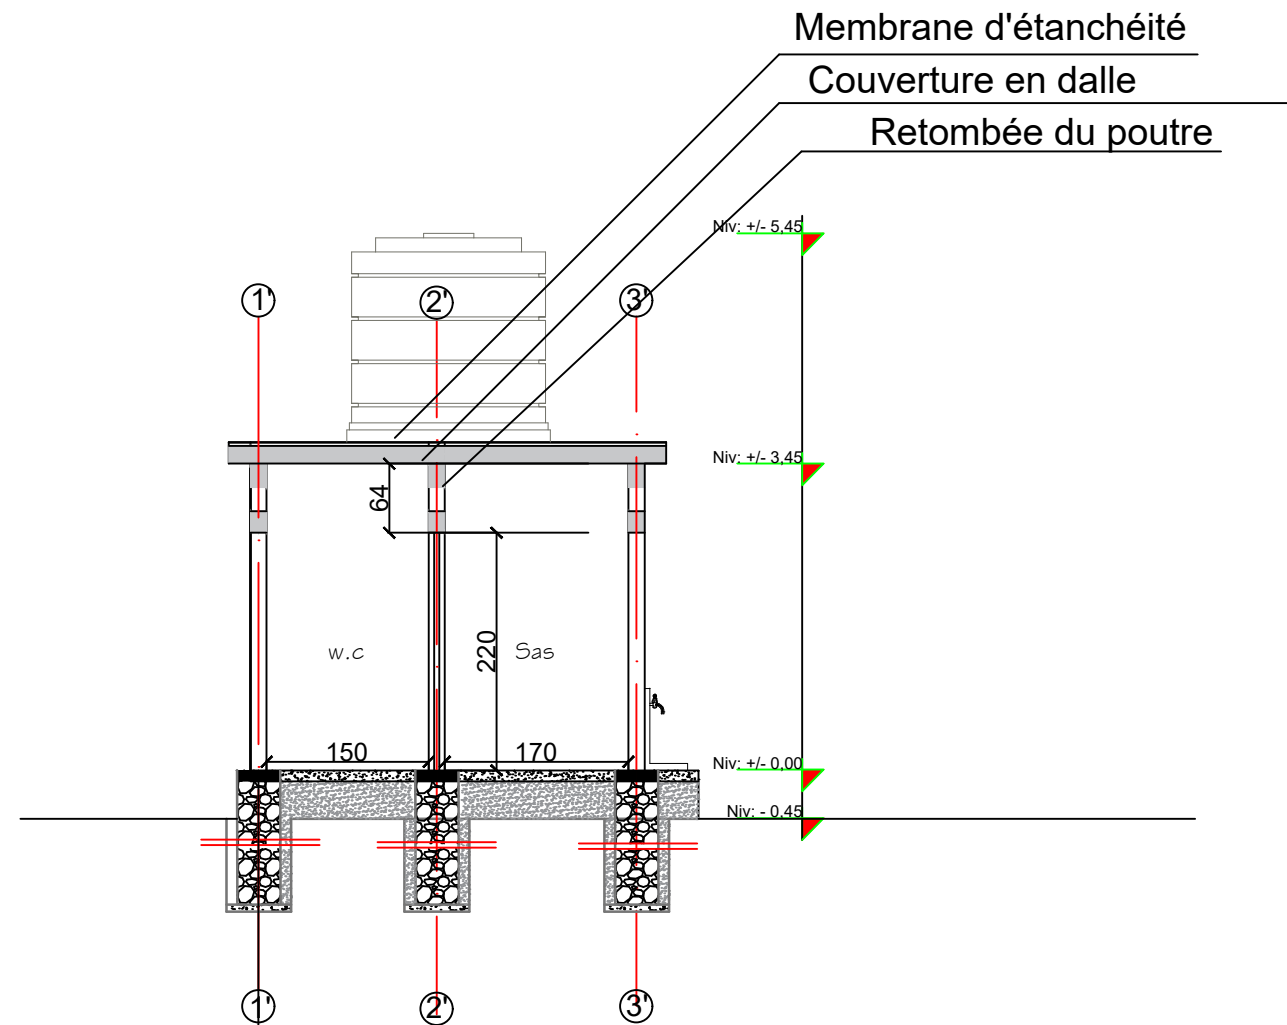 Membrane d'étanchéité
Couverture en dalle
Retombée du poutre
Niv: +/- 5,45
1'
2'
3'
Niv: +/- 3,45
64
220
w.c
Sas
150
170
Niv: +/- 0,00
Niv: - 0.45
1'
2'
3'